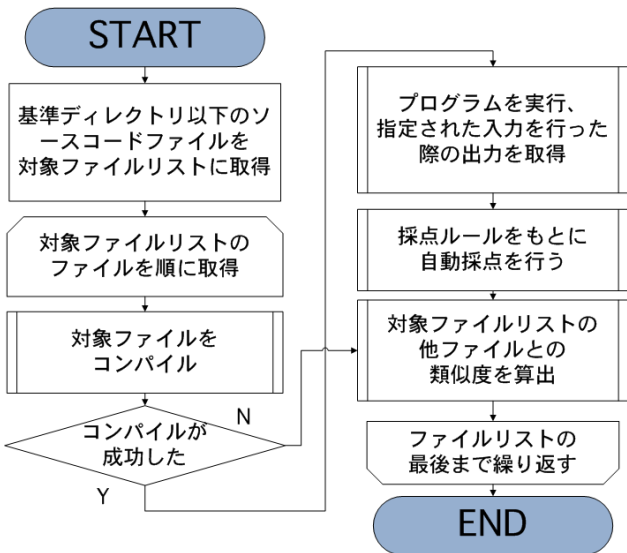 START
基準ディレクトリ以下のソ
ースコードファイルを
対象ファイルリストに取得
対象ファイルリストの
ファイルを順に取得
対象ファイルを
コンパイル
コンパイルが
成功した
N
Y
プログラムを実行、
指定された入力を行った
際の出力を取得
採点ルールをもとに
自動採点を行う
対象ファイルリストの
他ファイルとの
類似度を算出
ファイルリストの
最後まで繰り返す
END